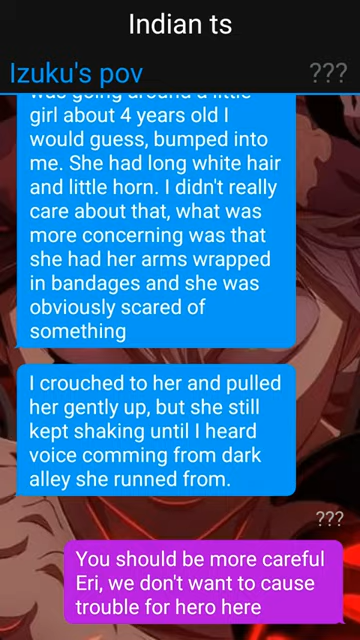 Indian ts
Izuku's pov
???
was going around a little
girl about 4 years old I
would guess, bumped into
me. She had long white hair
and little horn. I didn't really
care about that, what was
more concerning was that
she had her arms wrapped
in bandages and she was
obviously scared of
something
I crouched to her and pulled
her gently up, but she still
kept shaking until I heard
voice comming from dark
alley she runned from.
???
You should be more careful
Eri, we don't want to cause
trouble for hero here